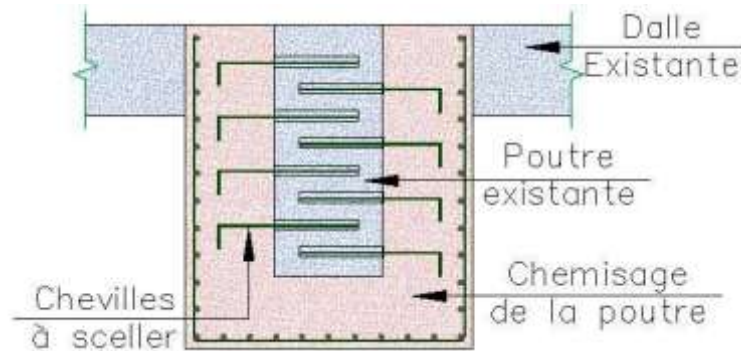 Dalle
Existante
Poutre
existante
Chemisage
de la poutre
Chevilles
à sceller